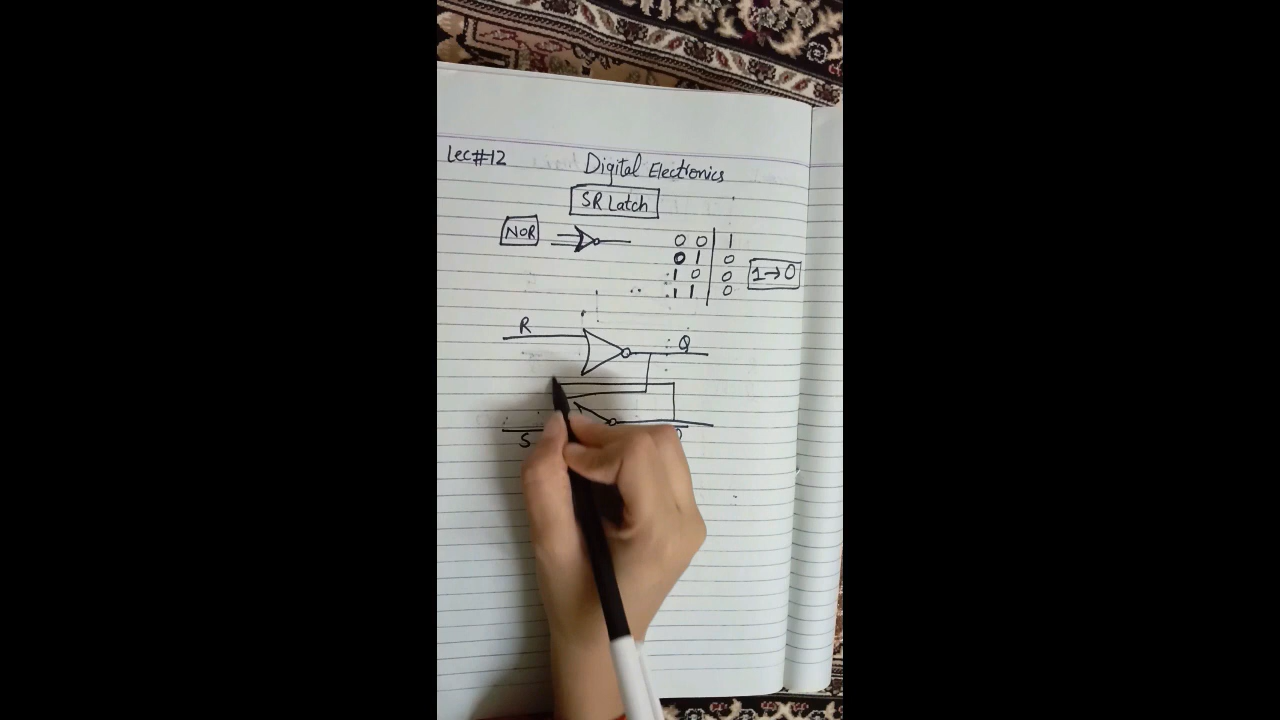 Lec#12
Digital Electronics
SR Latch
NOR
0 0 | 1
0 1 | 0
1 0 | 0
1 1 | 0
1→0
R
Q
S